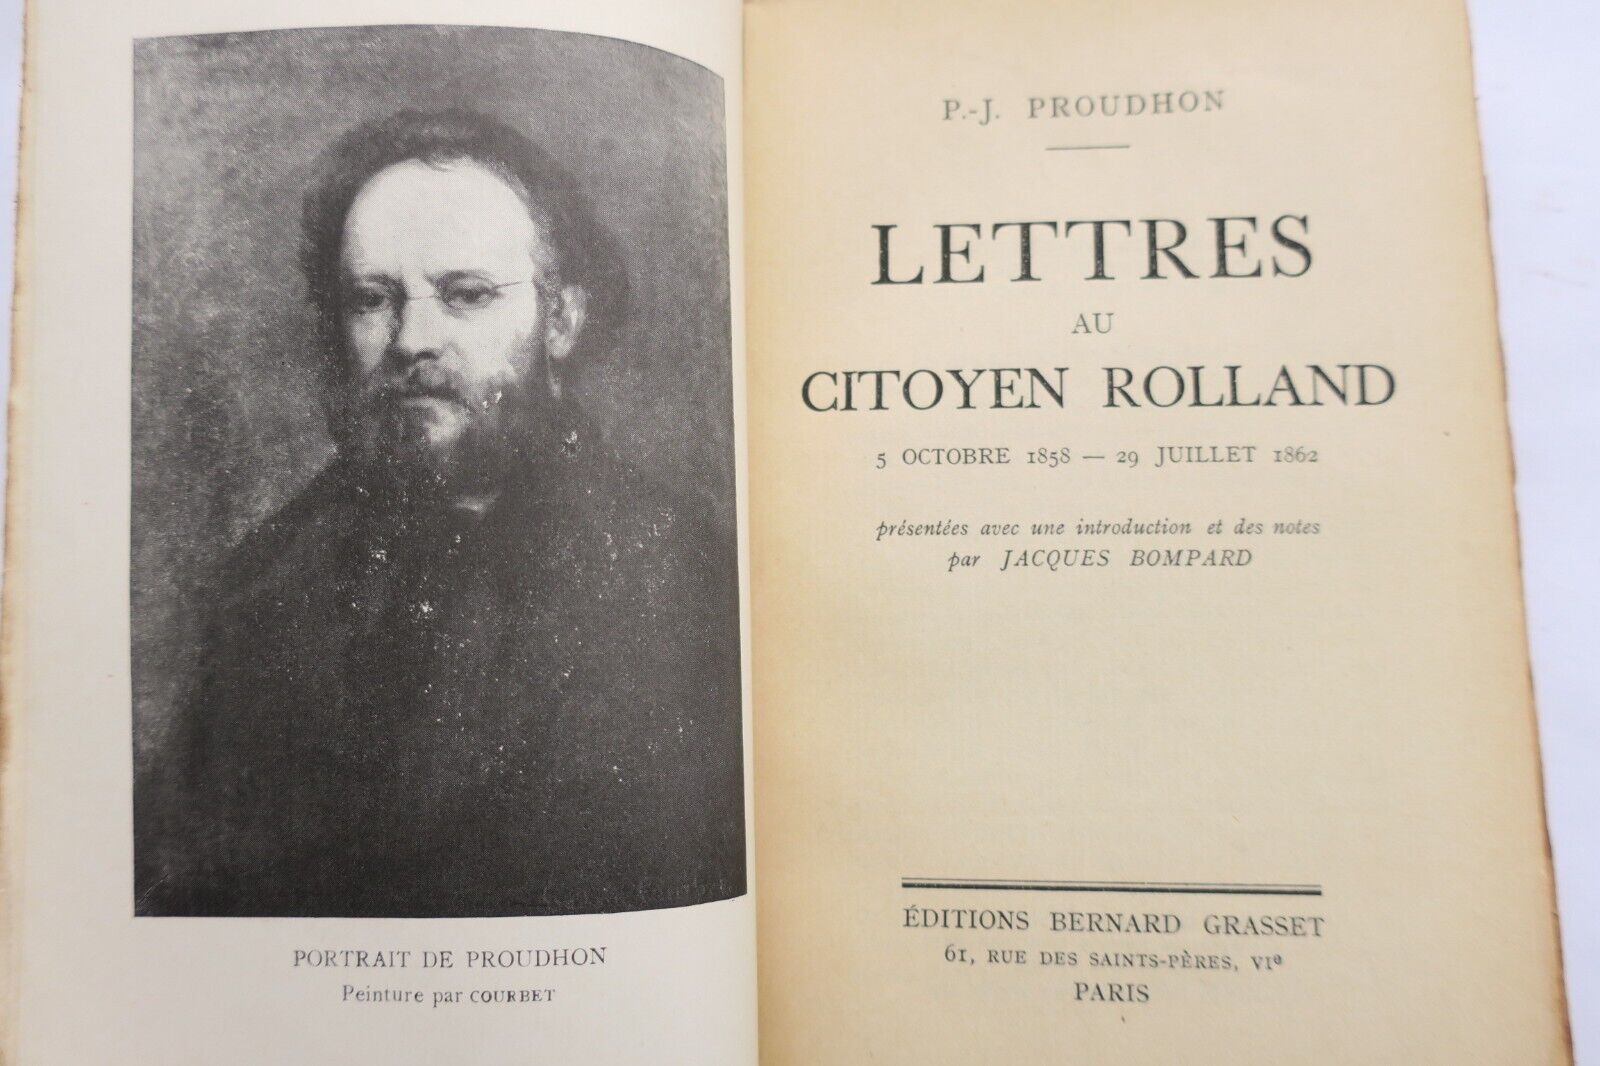 PORTRAIT DE PROUDHON
Peinture par COURBET
P.-J. PROUDHON
LETTRES
AU
CITOYEN ROLLAND
5 OCTOBRE 1858 — 29 JUILLET 1862
présentées avec une introduction et des notes
par JACQUES BOMPARD
ÉDITIONS BERNARD GRASSET
61, RUE DES SAINTS-PÈRES, VIe
PARIS